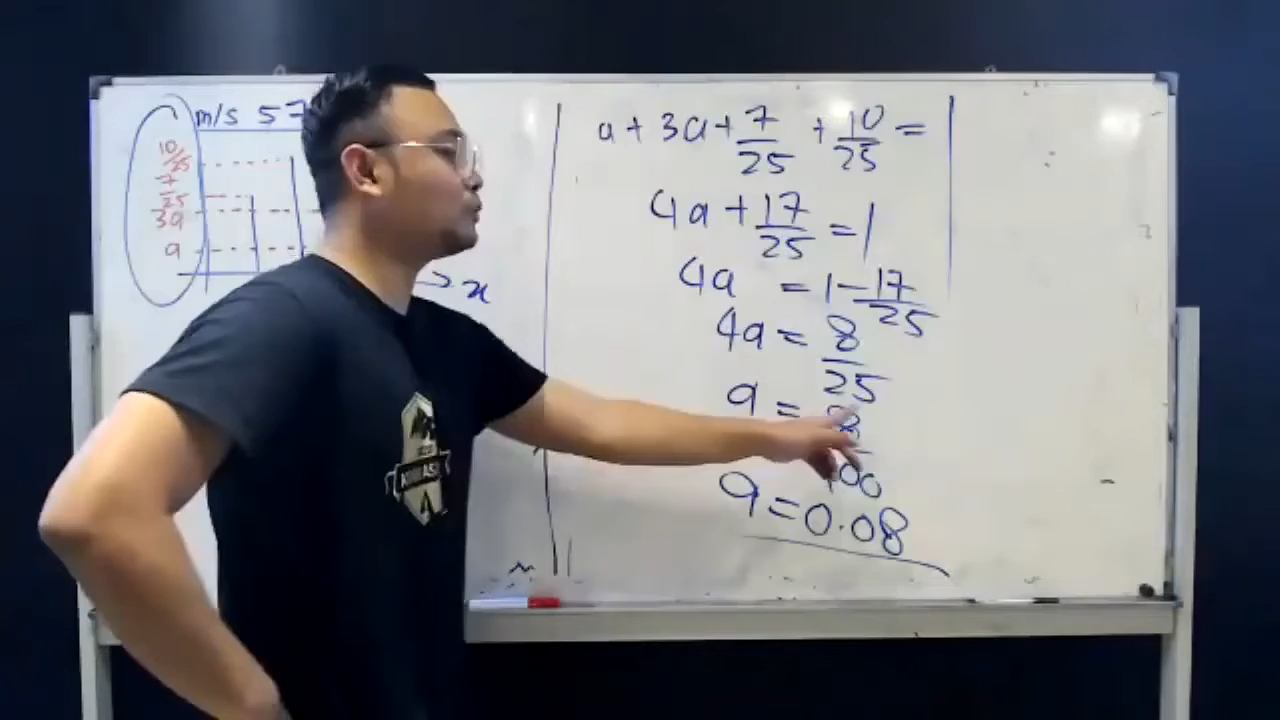 m/s 57
10/25
7/25
3a
a
x
a + 3a + 7/25 + 10/25 = 1
4a + 17/25 = 1
4a = 1 - 17/25
4a = 8/25
a = 8/100
a = 0.08